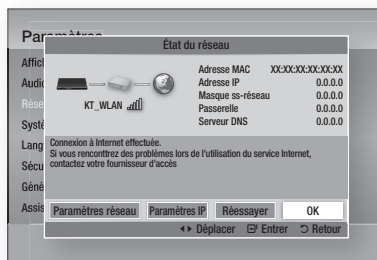 Paramètres
État du réseau
Affic
Audio
Rése
Systè
Lang
Sécu
Géné
Assis
KT_WLAN
Adresse MAC XX:XX:XX:XX:XX:XX
Adresse IP 0.0.0.0
Masque ss-réseau 0.0.0.0
Passerelle 0.0.0.0
Serveur DNS 0.0.0.0
Connexion à Internet effectuée.
Si vous renconttrez des problèmes lors de l'utilisation du service Internet,
contactez votre fournisseur d'accès
Paramètres réseau Paramètres IP Réessayer OK
Déplacer Entrer Retour